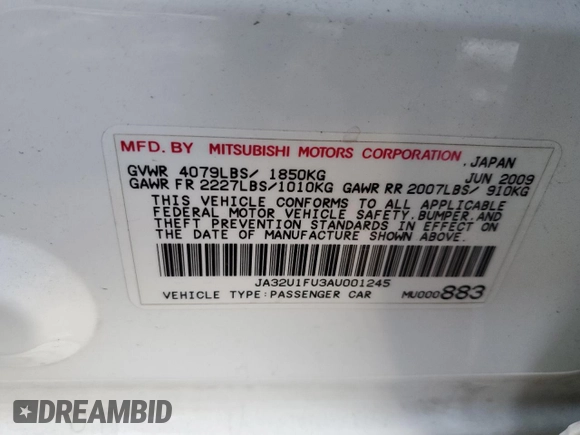 MFD. BY MITSUBISHI MOTORS CORPORATION, JAPAN
GVWR 4079LBS/ 1850KG JUN 2009
GAWR FR 2227LBS/1010KG GAWR RR 2007LBS/ 910KG
THIS VEHICLE CONFORMS TO ALL APPLICABLE
FEDERAL MOTOR VEHICLE SAFETY, BUMPER, AND
THEFT PREVENTION STANDARDS IN EFFECT ON
THE DATE OF MANUFACTURE SHOWN ABOVE.
JA32U1FU3AU001245
VEHICLE TYPE:PASSENGER CAR MU000883
DREAMBID